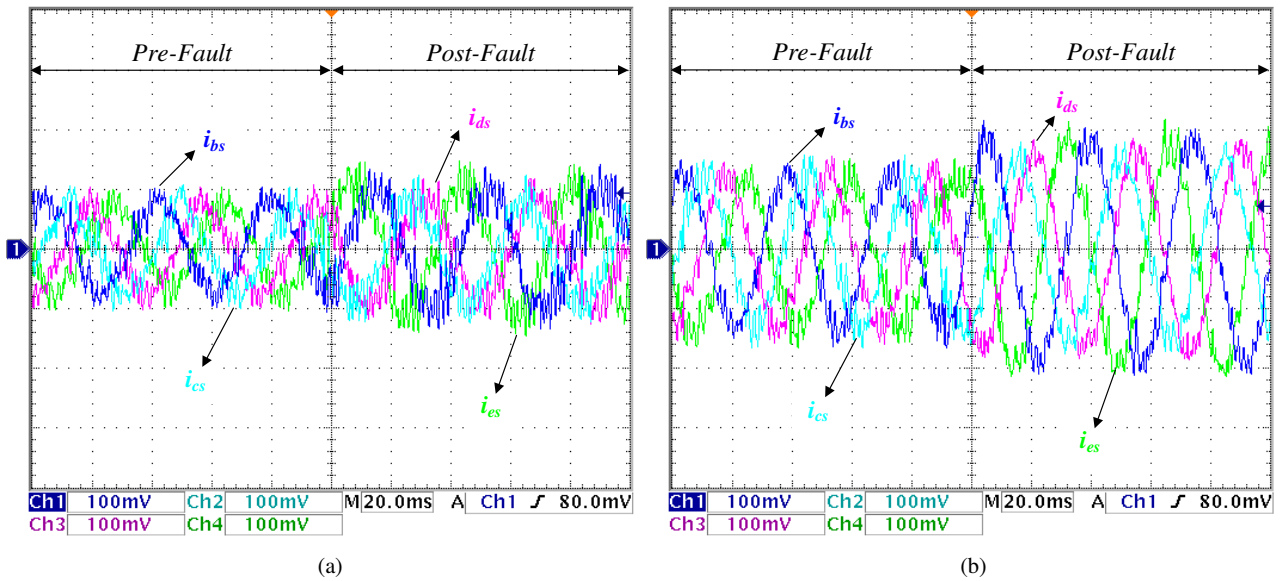 Pre-Fault Post-Fault
ibs
ids
ics
ies
1
Ch1 100mV Ch2 100mV M 20.0ms A Ch1 ƒ 80.0mV
Ch3 100mV Ch4 100mV
(a)
Pre-Fault Post-Fault
ids
ibs
ics
ies
1
Ch1 100mV Ch2 100mV M 20.0ms A Ch1 ƒ 80.0mV
Ch3 100mV Ch4 100mV
(b)